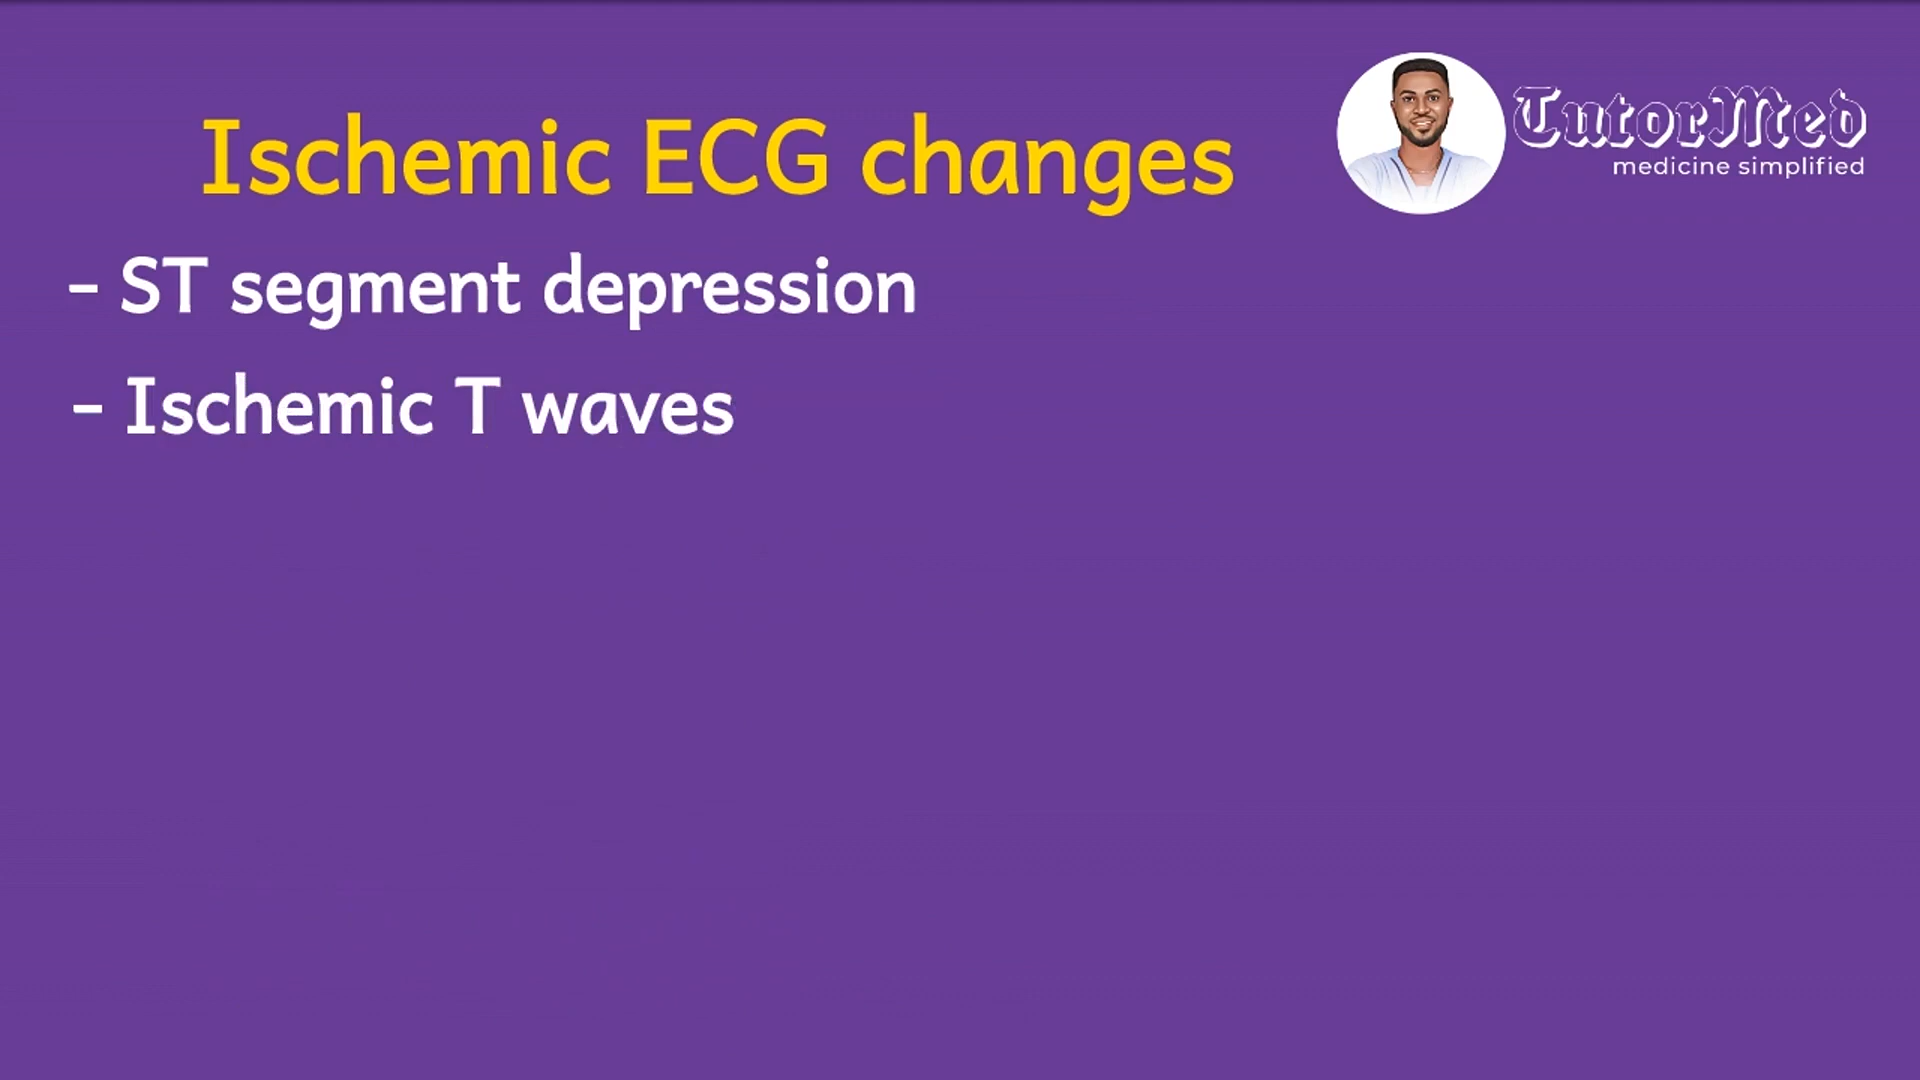 Ischemic ECG changes
TutorMed
medicine simplified
- ST segment depression
- Ischemic T waves